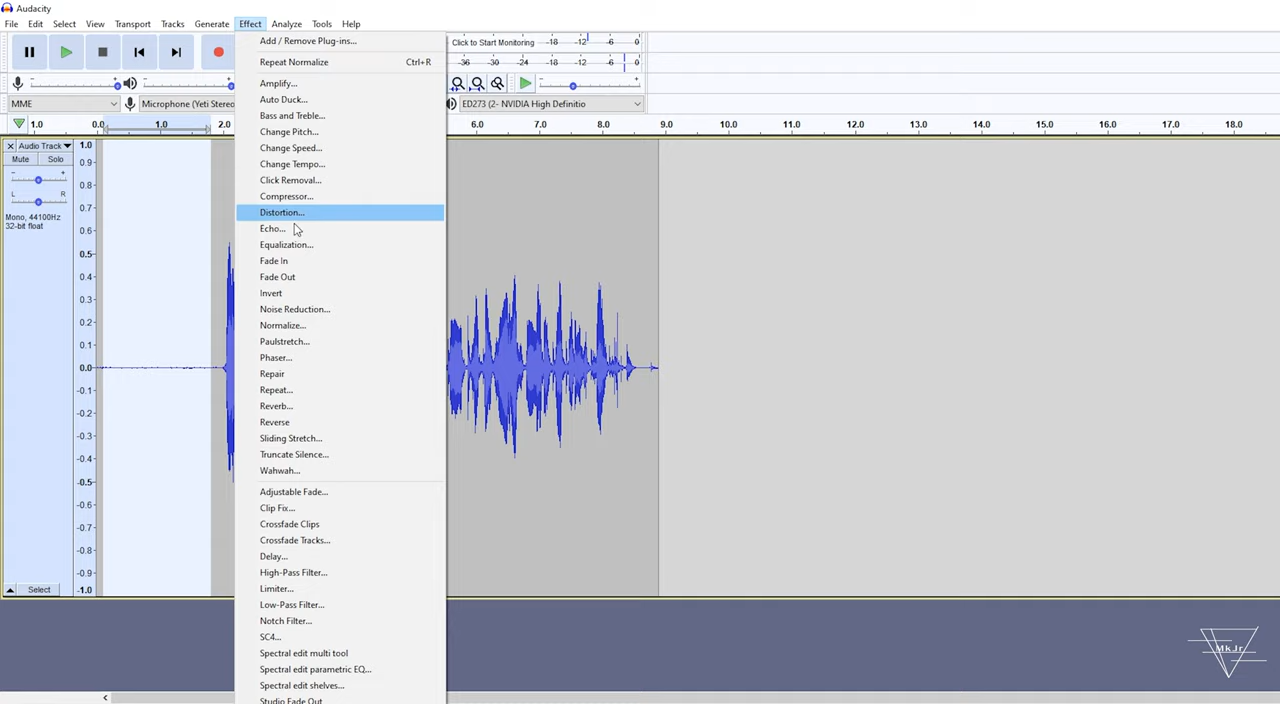 Audacity
File Edit Select View Transport Tracks Generate Effect Analyze Tools Help
Add / Remove Plug-ins...
Repeat Normalize Ctrl+R
Amplify...
Auto Duck...
Bass and Treble...
Change Pitch...
Change Speed...
Change Tempo...
Click Removal...
Compressor...
Distortion...
Echo...
Equalization...
Fade In
Fade Out
Invert
Noise Reduction...
Normalize...
Paulstretch...
Phaser...
Repair
Repeat...
Reverb...
Reverse
Sliding Stretch...
Truncate Silence...
Wahwah...
Adjustable Fade...
Clip Fix...
Crossfade Clips
Crossfade Tracks...
Delay...
High-Pass Filter...
Limiter...
Low-Pass Filter...
Notch Filter...
SC4...
Spectral edit multi tool
Spectral edit parametric EQ...
Spectral edit shelves...
Studio Fade Out
Click to Start Monitoring -18 -12 -6 0
-36 -30 -24 -18 -12 -6 0
MME Microphone (Yeti Stereo ED273 (2- NVIDIA High Definitio
1.0 0.0 1.0 2.0 6.0 7.0 8.0 9.0 10.0 11.0 12.0 13.0 14.0 15.0 16.0 17.0 18.0
Audio Track
Mute Solo
- +
L R
Mono, 44100Hz
32-bit float
Select
1.0
0.9
0.8
0.7
0.6
0.5
0.4
0.3
0.2
0.1
0.0
-0.1
-0.2
-0.3
-0.4
-0.5
-0.6
-0.7
-0.8
-0.9
-1.0
MkJr